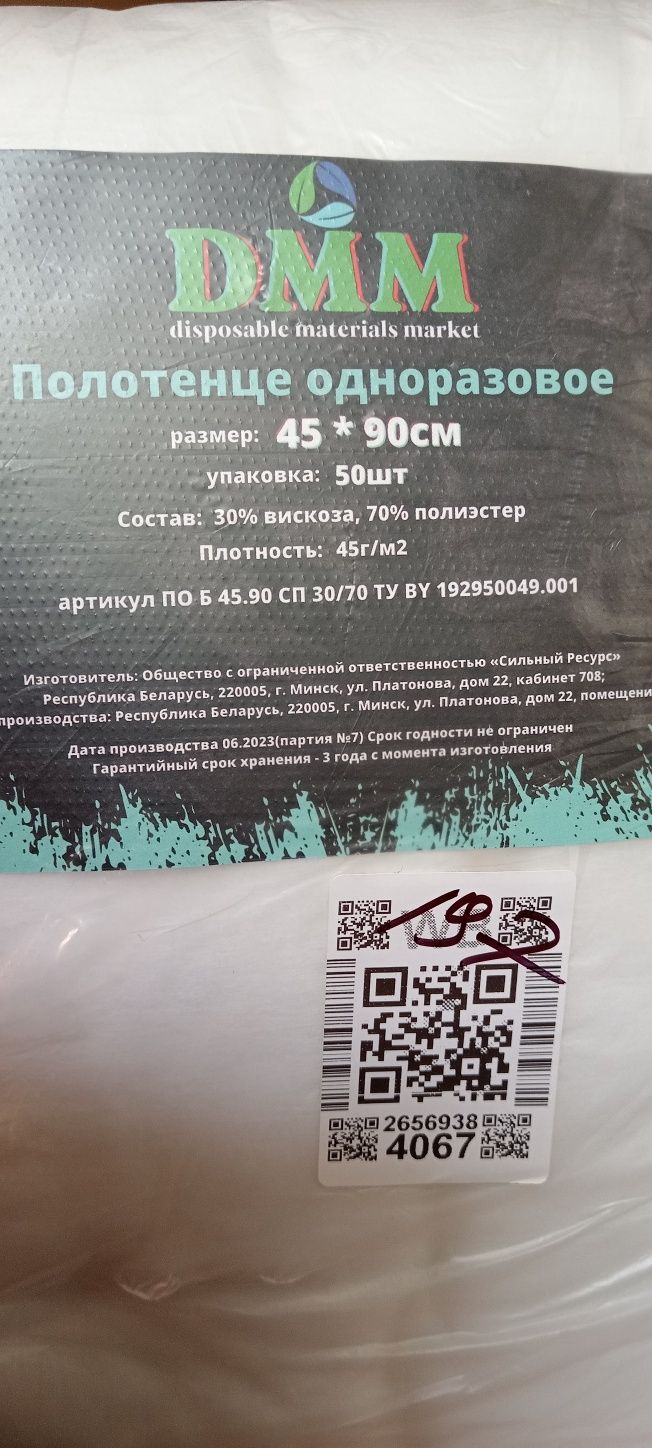 DMM
disposable materials market
Полотенце одноразовое
размер: 45 * 90см
упаковка: 50шт
Состав: 30% вискоза, 70% полиэстер
Плотность: 45г/м2
артикул ПО Б 45.90 СП 30/70 ТУ BY 192950049.001
Изготовитель: Общество с ограниченной ответственностью «Сильный Ресурс»
Республика Беларусь, 220005, г. Минск, ул. Платонова, дом 22, кабинет 708;
производства: Республика Беларусь, 220005, г. Минск, ул. Платонова, дом 22, помещени
Дата производства 06.2023(партия №7) Срок годности не ограничен
Гарантийный срок хранения - 3 года с момента изготовления
WB
2656938
4067